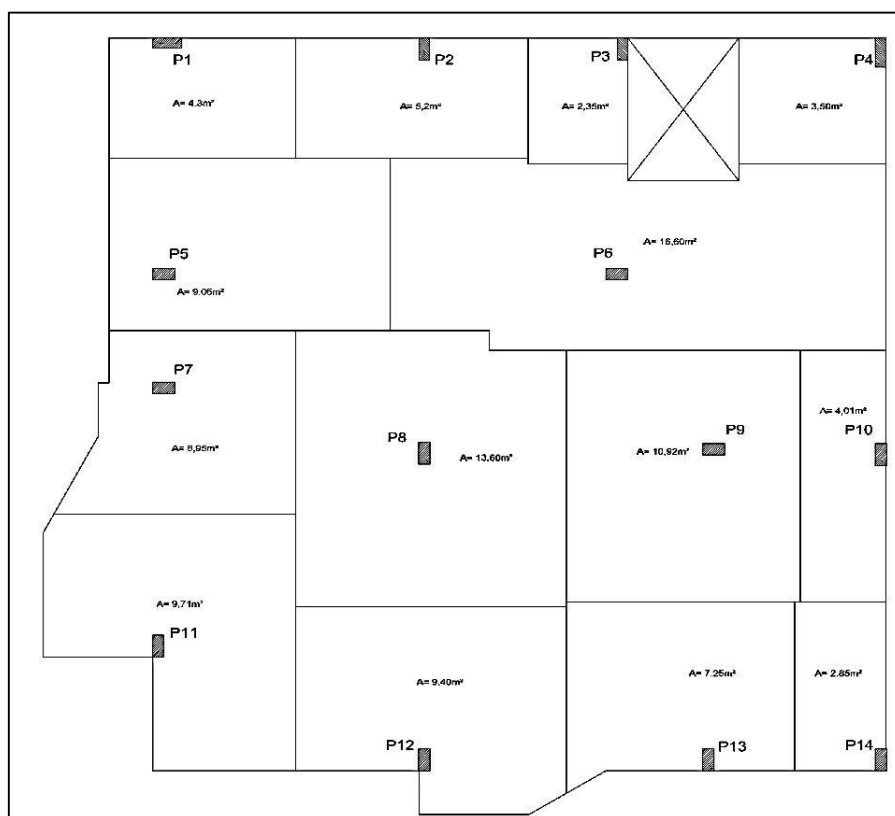 P1
P2
P3
P4
A= 4.3m²
A= 5,2m²
A= 2,35m²
A= 3,50m²
P5
P6
A= 16,60m²
A= 9.05m²
P7
P8
P9
P10
A= 4,01m²
A= 6,95m²
A= 13.60m²
A= 10,92m²
A= 9,71m²
P11
A= 9,40m²
A= 7.25m²
A= 2.85m²
P12
P13
P14